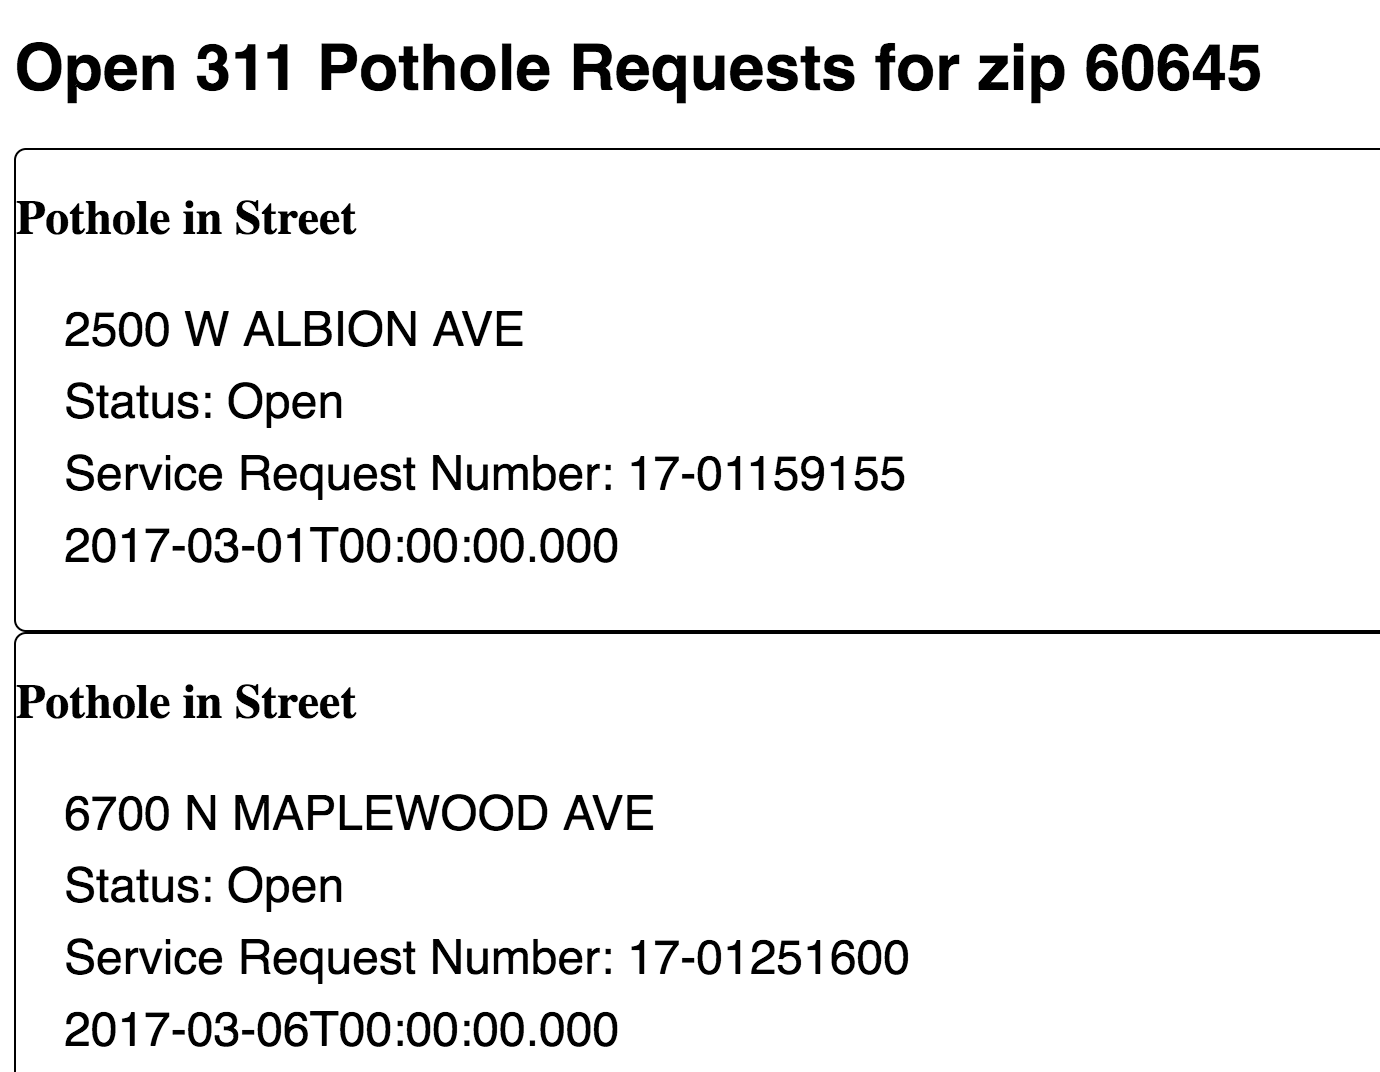 Open 311 Pothole Requests for zip 60645
Pothole in Street
2500 W ALBION AVE
Status: Open
Service Request Number: 17-01159155
2017-03-01T00:00:00.000
Pothole in Street
6700 N MAPLEWOOD AVE
Status: Open
Service Request Number: 17-01251600
2017-03-06T00:00:00.000